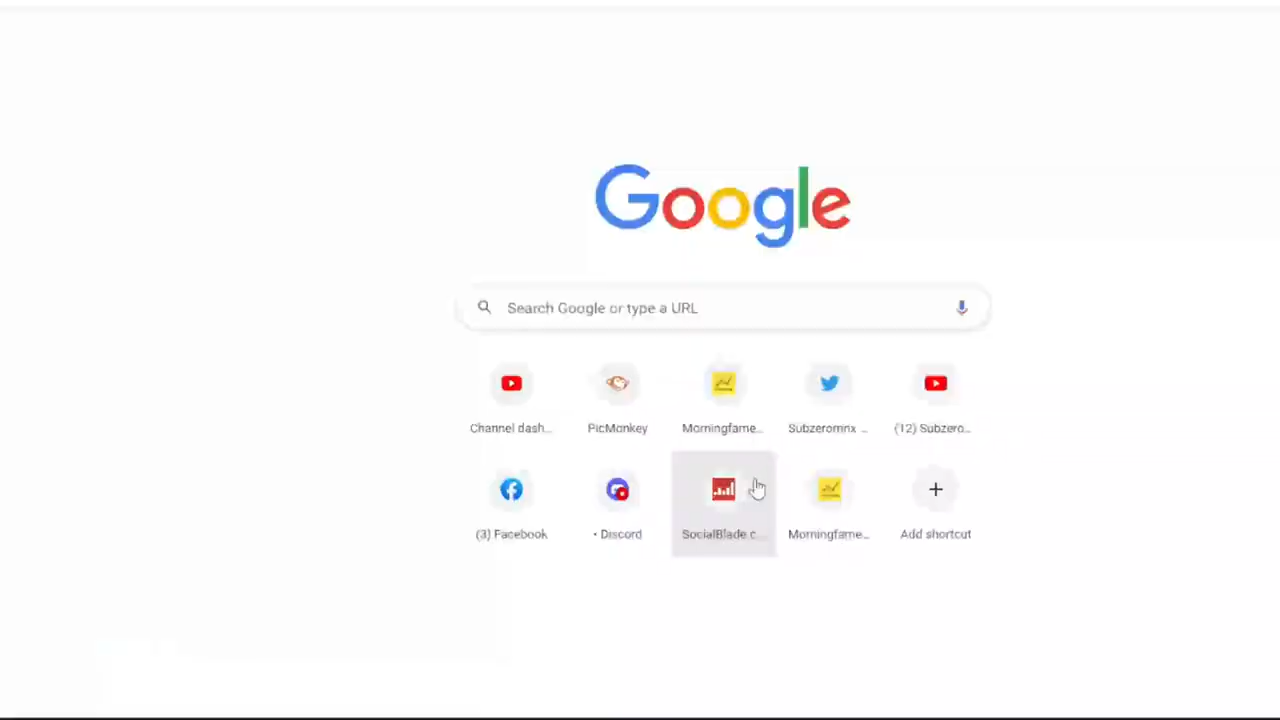 Google
Search Google or type a URL
Channel dash...
PicMonkey
Morningfame...
Subzeromnx ...
(12) Subzero...
(3) Facebook
• Discord
SocialBlade c...
Morningfame...
Add shortcut